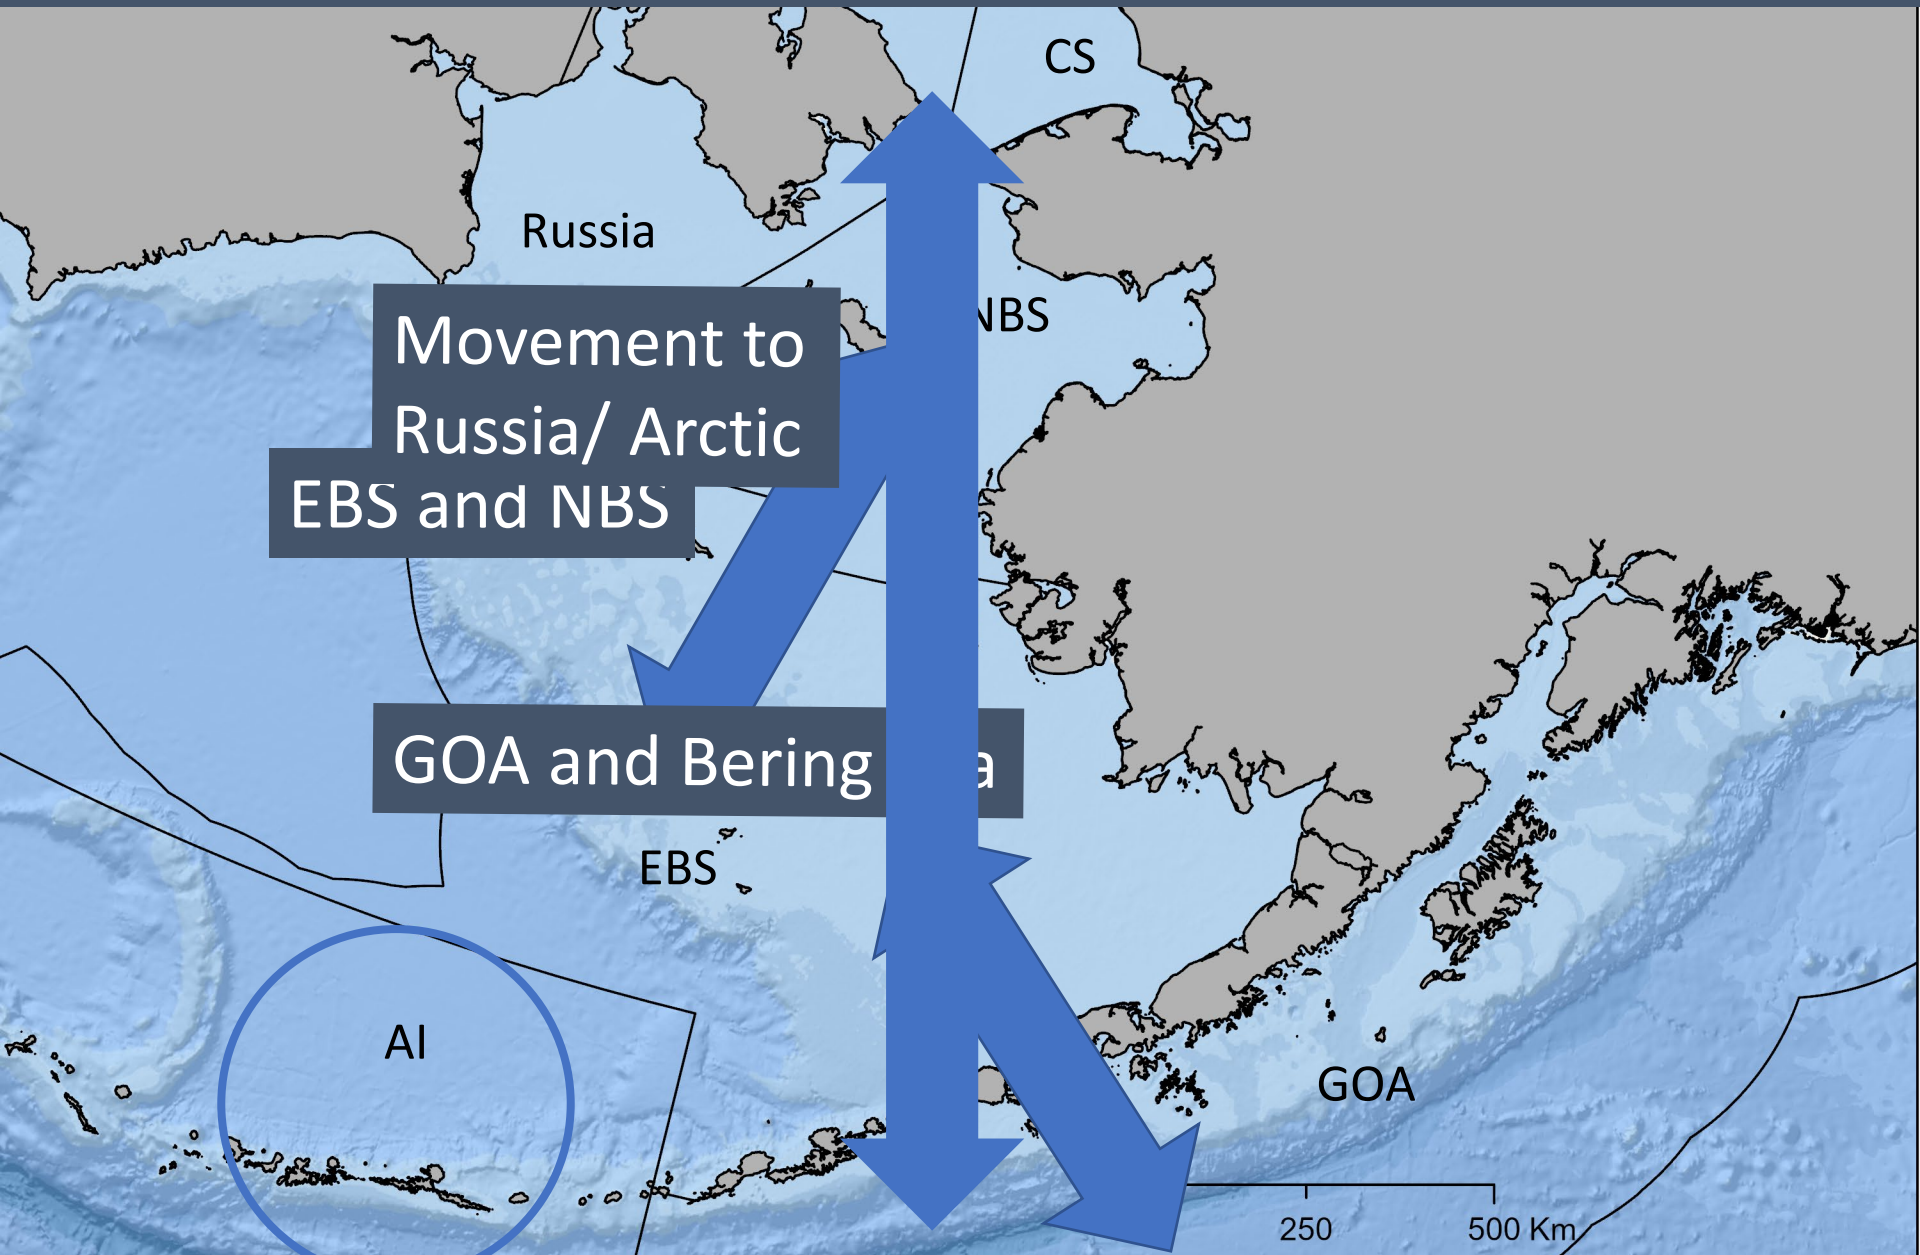 CS
Russia
NBS
Movement to
Russia/ Arctic
EBS and NBS
GOA and Bering
EBS
AI
GOA
250
500 Km